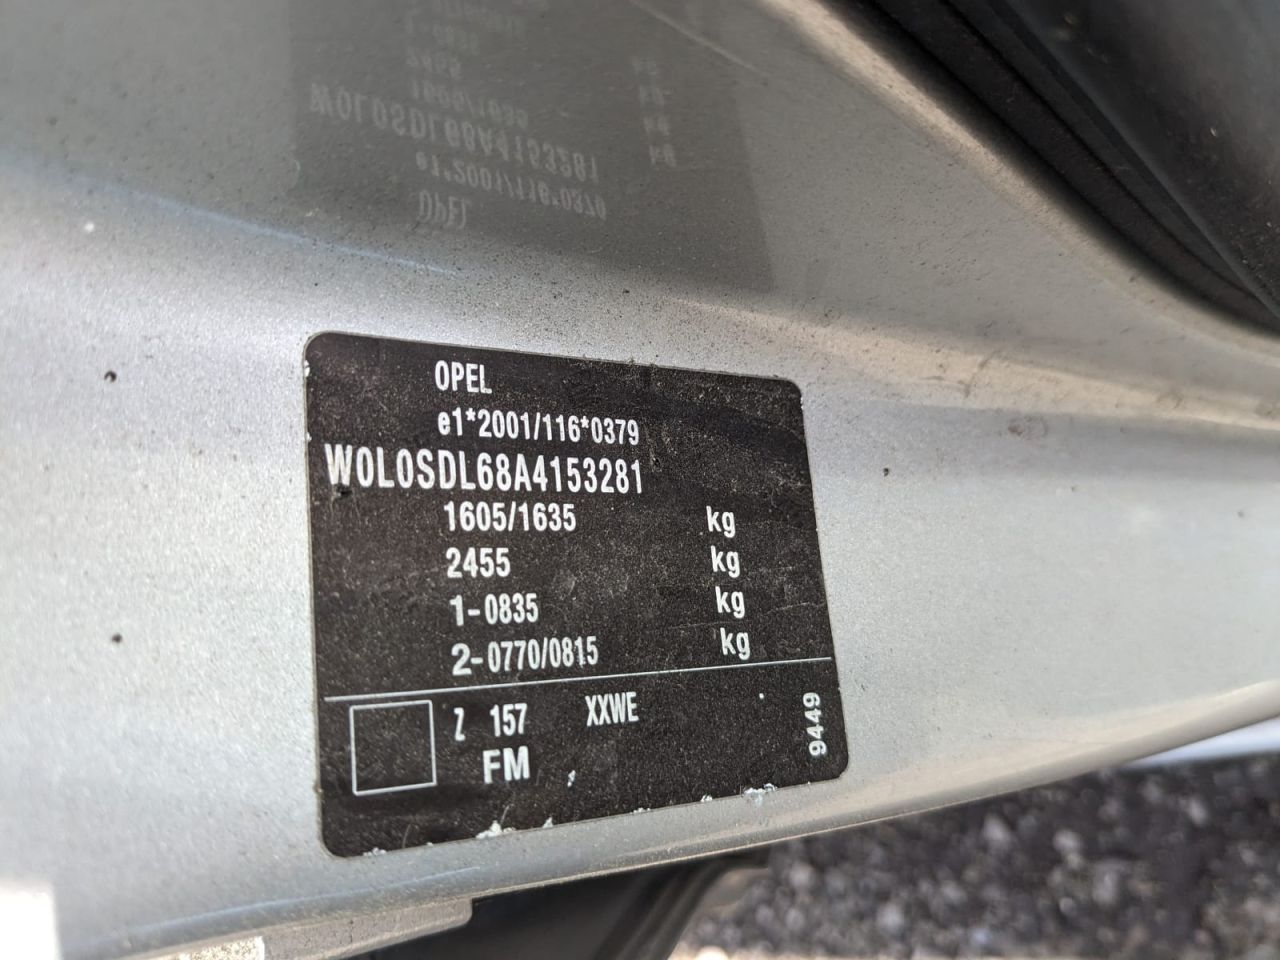 OPEL
e1*2001/116*0379
W0L0SDL68A4153281
1605/1635 kg
2455 kg
1-0835 kg
2-0770/0815 kg
Z 157 XXWE
FM
9449